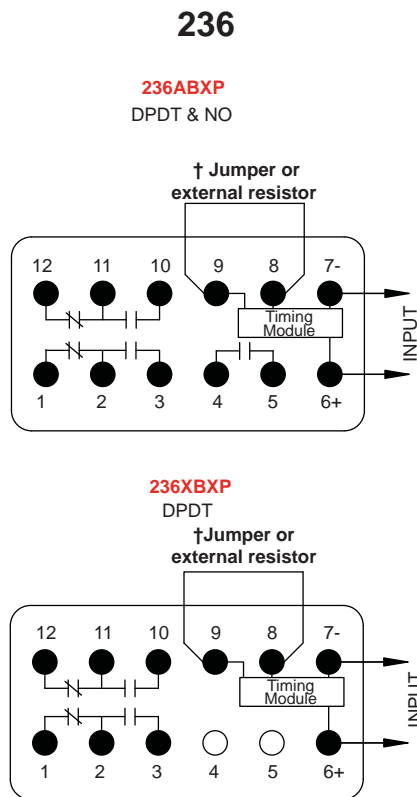 236
236ABXP
DPDT & NO
† Jumper or
external resistor
12 11 10 9 8 7-
Timing
Module
INPUT
1 2 3 4 5 6+
236XBXP
DPDT
†Jumper or
external resistor
12 11 10 9 8 7-
Timing
Module
INPUT
1 2 3 4 5 6+